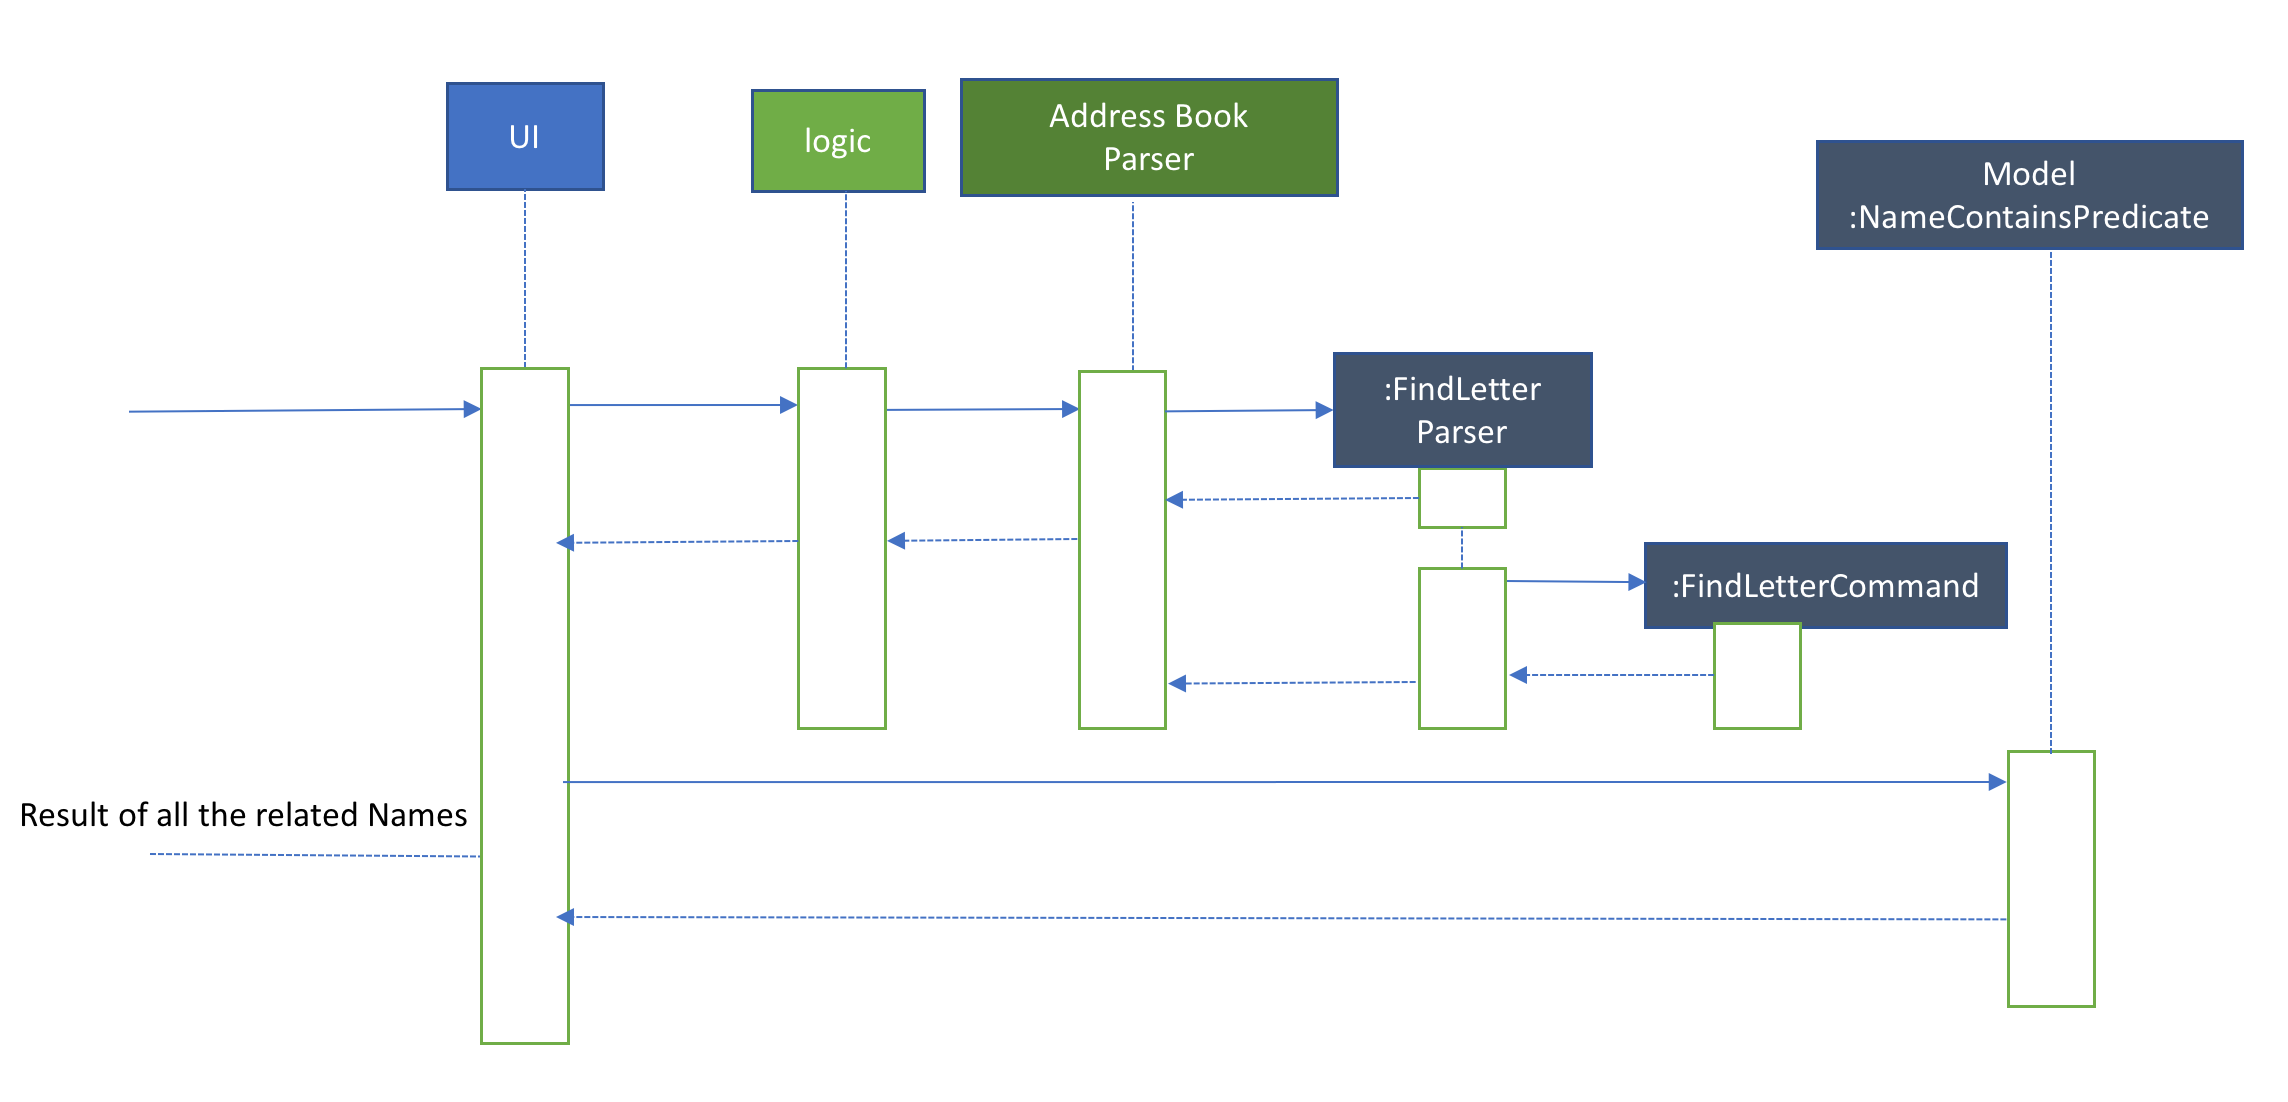 UI
logic
Address Book
Parser
Model
:NameContainsPredicate
:FindLetter
Parser
:FindLetterCommand
Result of all the related Names